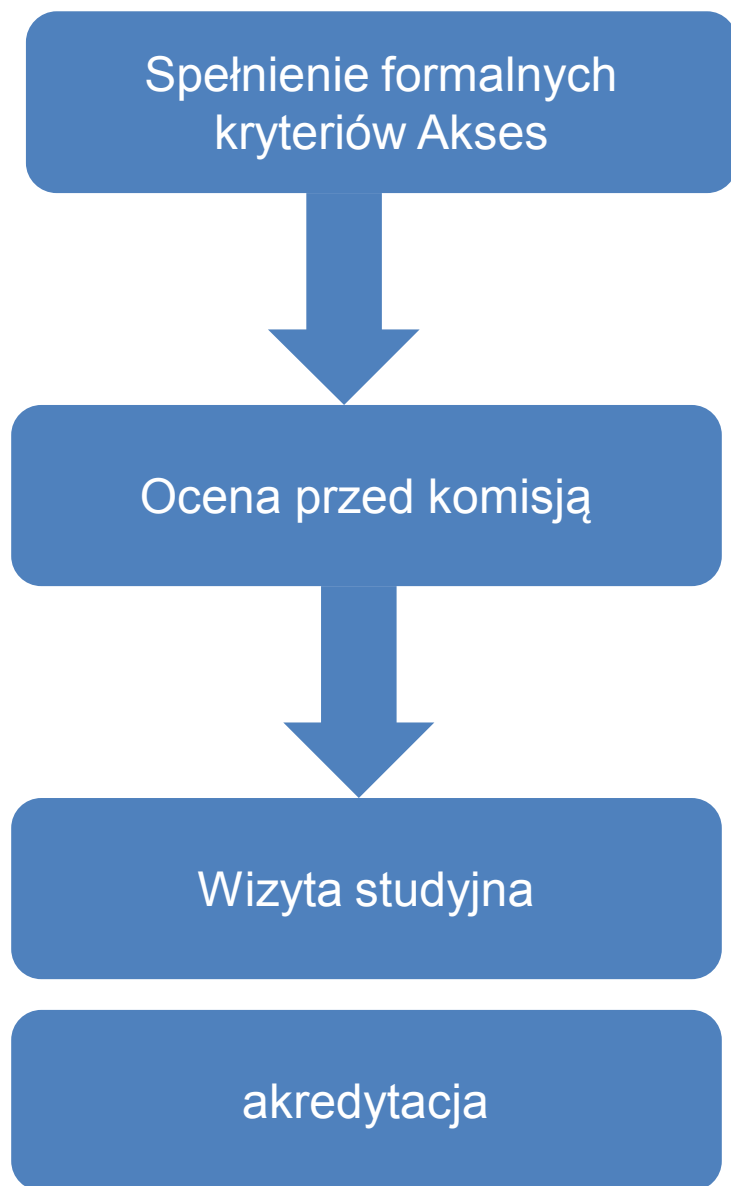 Spełnienie formalnych
kryteriów Akses
Ocena przed komisją
Wizyta studyjna
akredytacja